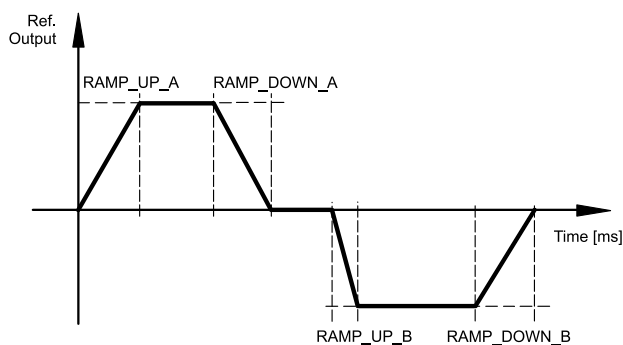 Ref.
Output
RAMP_UP_A
RAMP_DOWN_A
Time [ms]
RAMP_UP_B
RAMP_DOWN_B